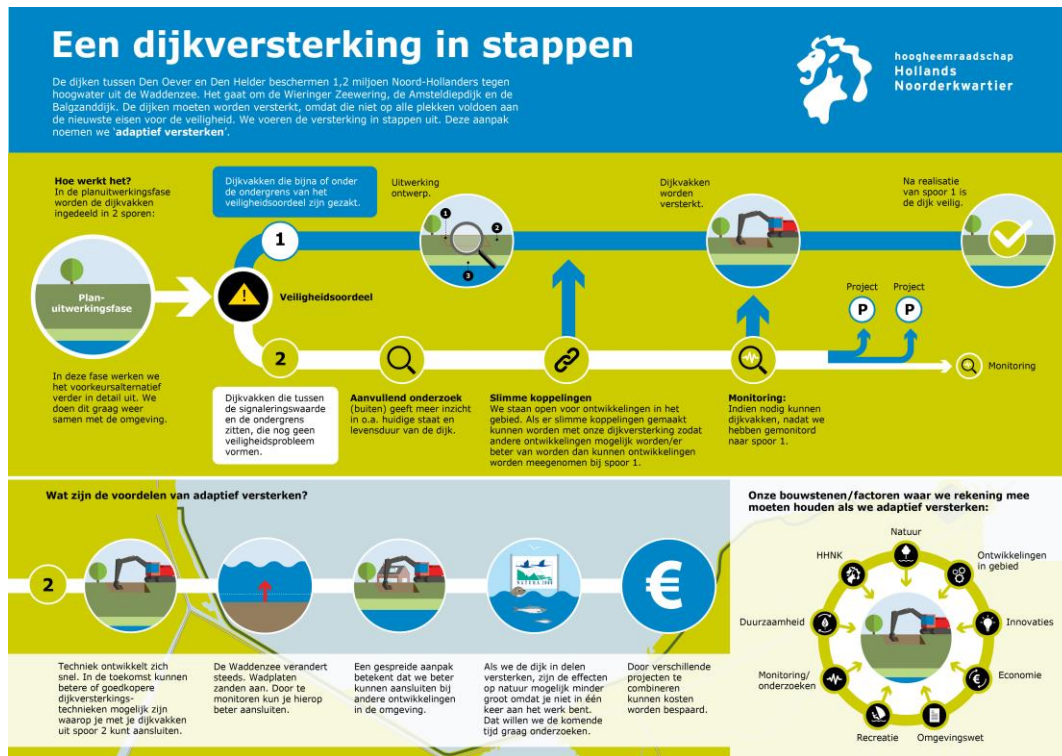 Een dijkversterking in stappen
De dijken tussen Den Oever en Den Helder beschermen 1,2 miljoen Noord-Hollanders tegen
hoogwater uit de Waddenzee. Het gaat om de Wieringer Zeewering, de Amsteldiepdijk en de
Balgzanddijk. De dijken moeten worden versterkt, omdat die niet op alle plekken voldoen aan
de nieuwste eisen voor de veiligheid. We voeren de versterking in stappen uit. Deze aanpak
noemen we 'adaptief versterken'.
hoogheemraadschap
Hollands
Noorderkwartier
Hoe werkt het?
In de planuitwerkingsfase
worden de dijkvakken
ingedeeld in 2 sporen:
Plan-
uitwerkingsfase
In deze fase werken we
het voorkeursalternatief
verder in detail uit. We
doen dit graag weer
samen met de omgeving.
Veiligheidsoordeel
Dijkvakken die bijna of onder
de ondergrens van het
veiligheidsoordeel zijn gezakt.
1
Uitwerking
ontwerp.
1
2
3
Dijkvakken
worden
versterkt.
Na realisatie
van spoor 1 is
de dijk veilig.
2
Dijkvakken die tussen
de signaleringswaarde
en de ondergrens
zitten, die nog geen
veiligheidsprobleem
vormen.
Aanvullend onderzoek
(buiten) geeft meer inzicht
in o.a. huidige staat en
levensduur van de dijk.
Slimme koppelingen
We staan open voor ontwikkelingen in het
gebied. Als er slimme koppelingen gemaakt
kunnen worden met onze dijkversterking zodat
andere ontwikkelingen mogelijk worden/er
beter van worden dan kunnen ontwikkelingen
worden meegenomen bij spoor 1.
Monitoring:
Indien nodig kunnen
dijkvakken, nadat we
hebben gemonitord
naar spoor 1.
Project
P
Project
P
Monitoring
Wat zijn de voordelen van adaptief versterken?
2
Techniek ontwikkelt zich
snel. In de toekomst kunnen
betere of goedkopere
dijkversterkings-
technieken mogelijk zijn
waarop je met je dijkvakken
uit spoor 2 kunt aansluiten.
De Waddenzee verandert
steeds. Wadplaten
zanden aan. Door te
monitoren kun je hierop
beter aansluiten.
Een gespreide aanpak
betekent dat we beter
kunnen aansluiten bij
andere ontwikkelingen
in de omgeving.
NATURA 2000
Als we de dijk in delen
versterken, zijn de effecten
op natuur mogelijk minder
groot omdat je niet in één
keer aan het werk bent.
Dat willen we de komende
tijd graag onderzoeken.
€
Door verschillende
projecten te
combineren
kunnen kosten
worden bespaard.
Onze bouwstenen/factoren waar we rekening mee
moeten houden als we adaptief versterken:
Natuur
Ontwikkelingen
in gebied
Innovaties
Economie
Omgevingswet
Recreatie
Monitoring/
onderzoeken
Duurzaamheid
HHNK